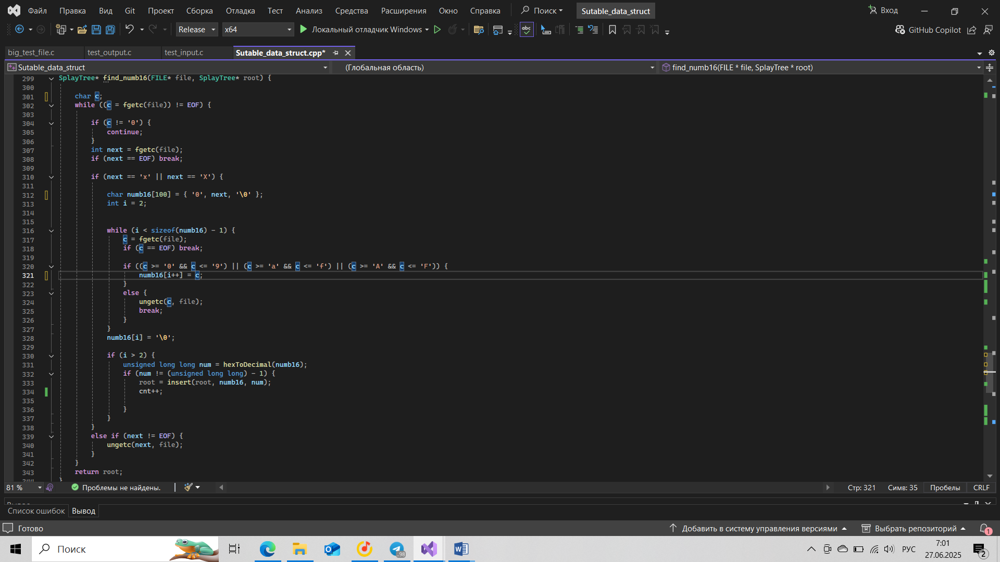 Файл Правка Вид Git Проект Сборка Отладка Тест Анализ Средства Расширения Окно Справка Поиск Sutable_data_struct Вход
Release x64 Локальный отладчик Windows abc GitHub Copilot
big_test_file.c test_output.c test_input.c Sutable_data_struct.cpp*
Sutable_data_struct (Глобальная область) find_numb16(FILE * file, SplayTree * root)
299 SplayTree* find_numb16(FILE* file, SplayTree* root) {
300
301 char c;
302 while ((c = fgetc(file)) != EOF) {
303
304 if (c != '0') {
305 continue;
306 }
307 int next = fgetc(file);
308 if (next == EOF) break;
309
310 if (next == 'x' || next == 'X') {
311
312 char numb16[100] = { '0', next, '\0' };
313 int i = 2;
314
315
316 while (i < sizeof(numb16) - 1) {
317 c = fgetc(file);
318 if (c == EOF) break;
319
320 if ((c >= '0' && c <= '9') || (c >= 'a' && c <= 'f') || (c >= 'A' && c <= 'F')) {
321 numb16[i++] = c;
322 }
323 else {
324 ungetc(c, file);
325 break;
326 }
327 }
328 numb16[i] = '\0';
329
330 if (i > 2) {
331 unsigned long long num = hexToDecimal(numb16);
332 if (num != (unsigned long long) - 1) {
333 root = insert(root, numb16, num);
334 cnt++;
335
336 }
337 }
338 }
339 else if (next != EOF) {
340 ungetc(next, file);
341 }
342 }
343 return root;
344 }
81 % Проблемы не найдены. Стр: 321 Симв: 35 Пробелы CRLF
Вывод
Список ошибок Вывод
Готово Добавить в систему управления версиями Выбрать репозиторий 1
Поиск 98 РУС 7:01
27.06.2025 2